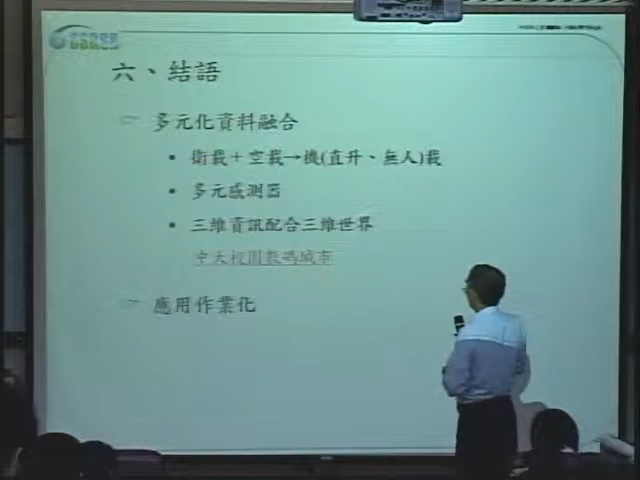 六、結語
多元化資料融合
• 衛載＋空載→機(直升、無人)載
• 多元感測器
• 三維資訊配合三維世界
中大校園數碼城市
應用作業化